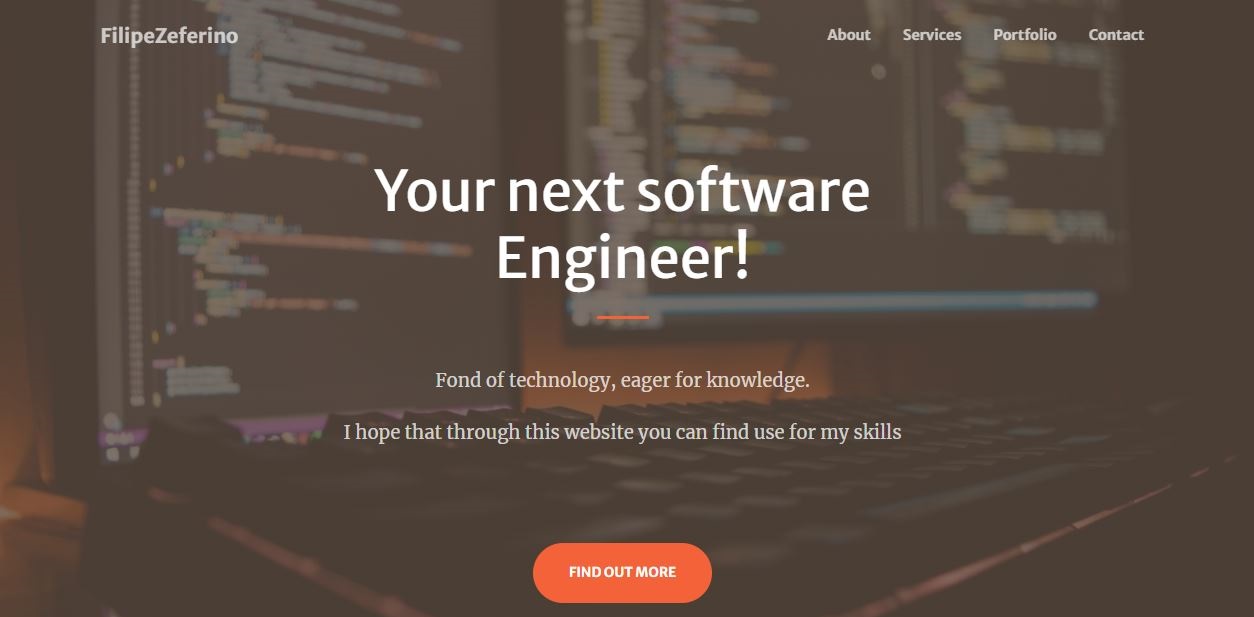 FilipeZeferino
About Services Portfolio Contact
Your next software
Engineer!
Fond of technology, eager for knowledge.
I hope that through this website you can find use for my skills
FIND OUT MORE